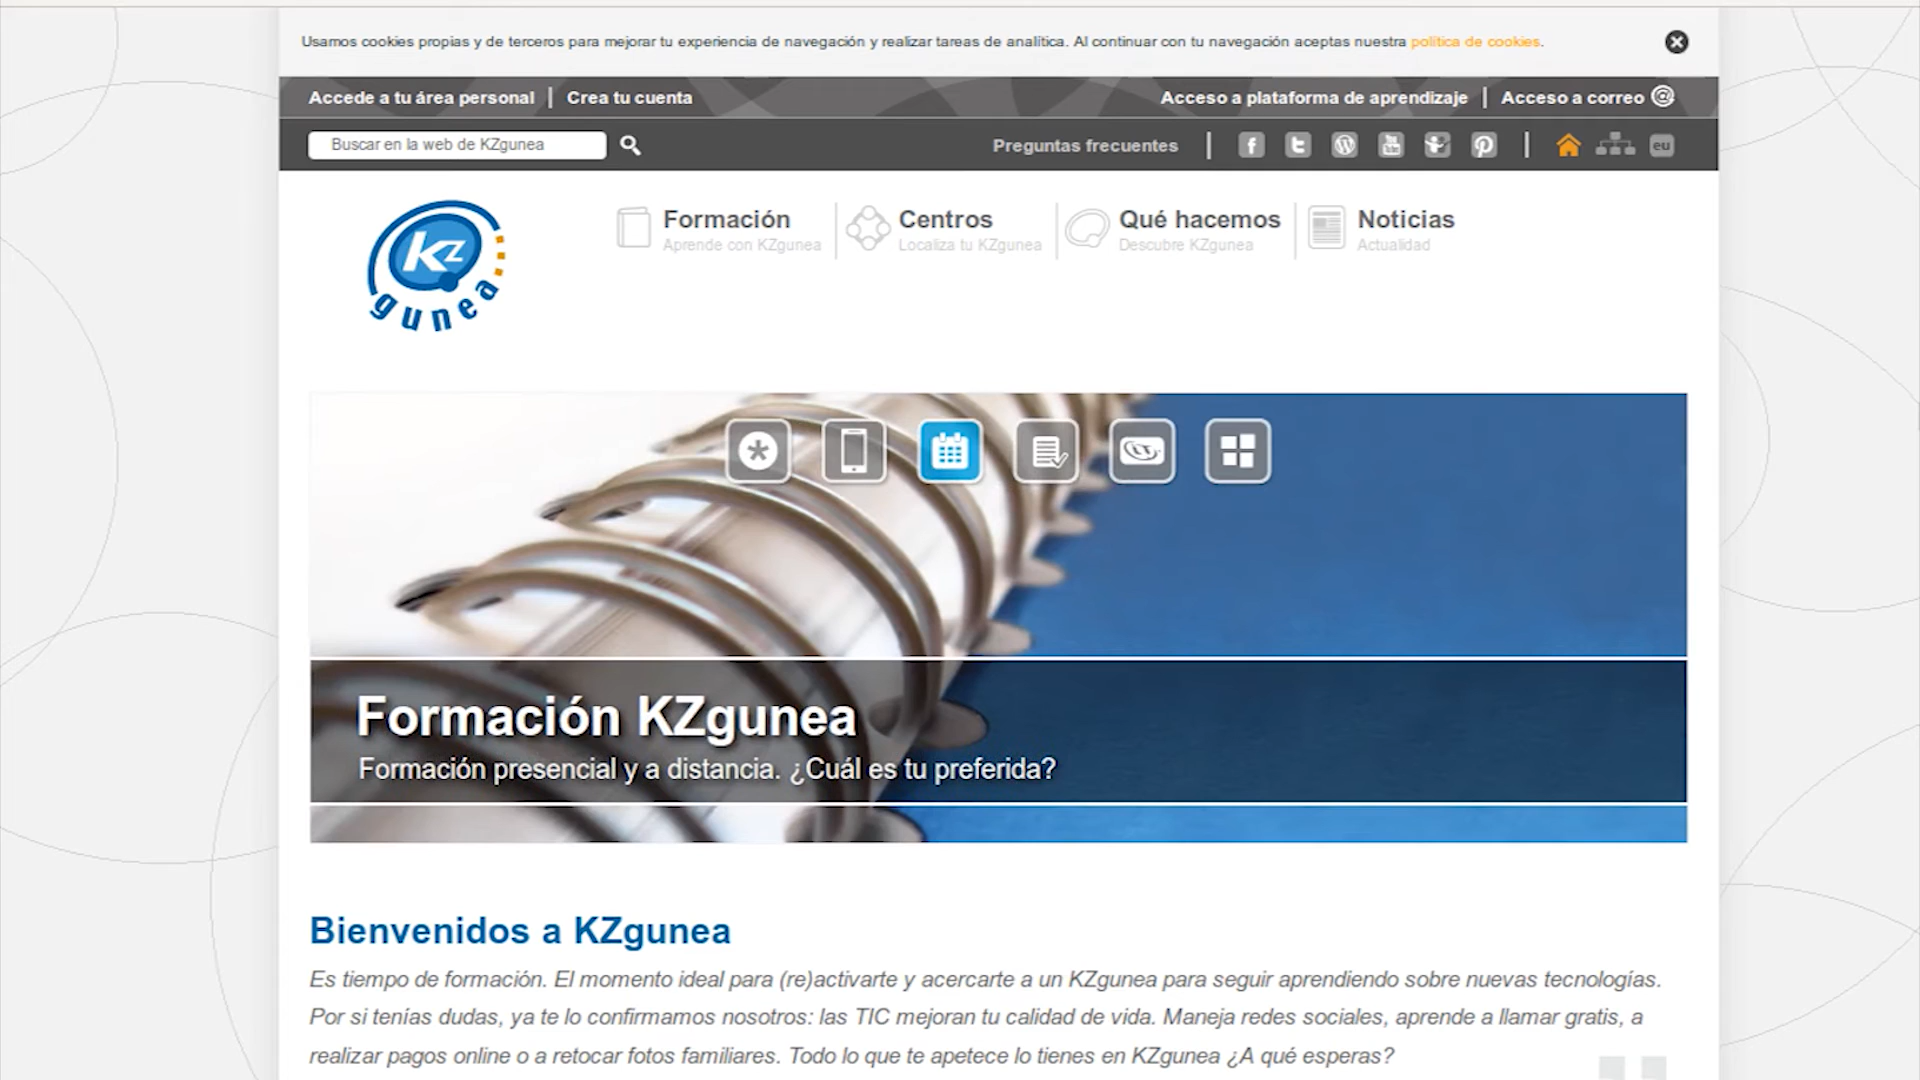 Usamos cookies propias y de terceros para mejorar tu experiencia de navegación y realizar tareas de analítica. Al continuar con tu navegación aceptas nuestra política de cookies.
Accede a tu área personal | Crea tu cuenta
Acceso a plataforma de aprendizaje | Acceso a correo @
Buscar en la web de KZgunea
Preguntas frecuentes
eu
Kz
gunea
Formación
Aprende con KZgunea
Centros
Localiza tu KZgunea
Qué hacemos
Descubre KZgunea
Noticias
Actualidad
Formación KZgunea
Formación presencial y a distancia. ¿Cuál es tu preferida?
Bienvenidos a KZgunea
Es tiempo de formación. El momento ideal para (re)activarte y acercarte a un KZgunea para seguir aprendiendo sobre nuevas tecnologías.
Por si tenías dudas, ya te lo confirmamos nosotros: las TIC mejoran tu calidad de vida. Maneja redes sociales, aprende a llamar gratis, a
realizar pagos online o a retocar fotos familiares. Todo lo que te apetece lo tienes en KZgunea ¿A qué esperas?